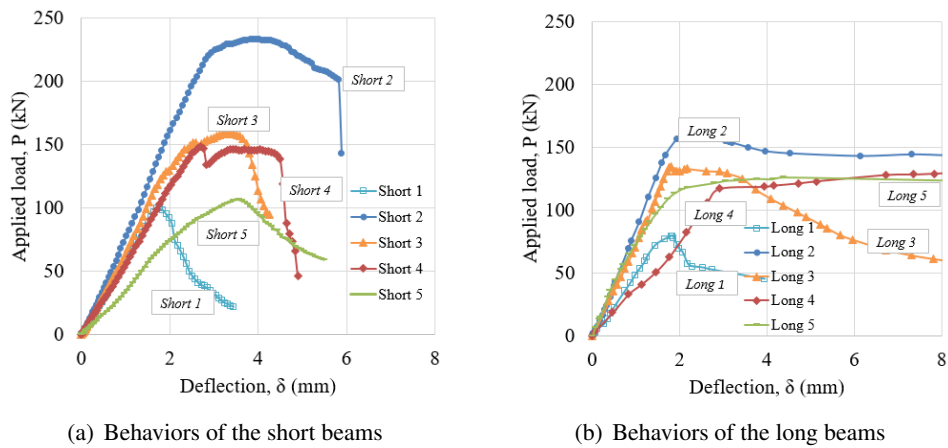 250
200
150
100
50
0
Applied load, P (kN)
0 2 4 6 8
Deflection, δ (mm)
Short 2
Short 3
Short 4
Short 5
Short 1
Short 1
Short 2
Short 3
Short 4
Short 5
(a) Behaviors of the short beams
250
200
150
100
50
0
Applied load, P (kN)
0 2 4 6 8
Deflection, δ (mm)
Long 2
Long 5
Long 4
Long 3
Long 1
Long 1
Long 2
Long 3
Long 4
Long 5
(b) Behaviors of the long beams